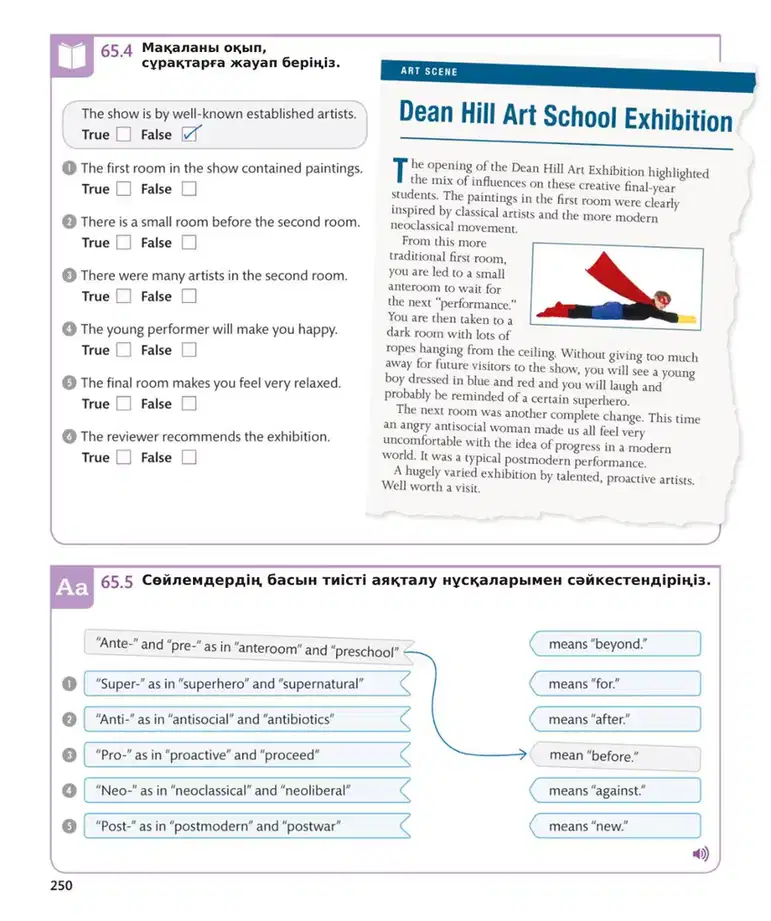 65.4 Мақаланы оқып,
сұрақтарға жауап беріңіз.
The show is by well-known established artists.
True False
1 The first room in the show contained paintings.
True False
2 There is a small room before the second room.
True False
3 There were many artists in the second room.
True False
4 The young performer will make you happy.
True False
5 The final room makes you feel very relaxed.
True False
6 The reviewer recommends the exhibition.
True False
ART SCENE
Dean Hill Art School Exhibition
The opening of the Dean Hill Art Exhibition highlighted
the mix of influences on these creative final-year
students. The paintings in the first room were clearly
inspired by classical artists and the more modern
neoclassical movement.
From this more
traditional first room,
you are led to a small
anteroom to wait for
the next "performance."
You are then taken to a
dark room with lots of
ropes hanging from the ceiling. Without giving too much
away for future visitors to the show, you will see a young
boy dressed in blue and red and you will laugh and
probably be reminded of a certain superhero.
The next room was another complete change. This time
an angry antisocial woman made us all feel very
uncomfortable with the idea of progress in a modern
world. It was a typical postmodern performance.
A hugely varied exhibition by talented, proactive artists.
Well worth a visit.
Aa 65.5 Сөйлемдердің басын тиісті аяқталу нұсқаларымен сәйкестендіріңіз.
"Ante-" and "pre-" as in "anteroom" and "preschool"
means "beyond."
1 "Super-" as in "superhero" and "supernatural"
means "for."
2 "Anti-" as in "antisocial" and "antibiotics"
means "after."
3 "Pro-" as in "proactive" and "proceed"
mean "before."
4 "Neo-" as in "neoclassical" and "neoliberal"
means "against."
5 "Post-" as in "postmodern" and "postwar"
means "new."
250